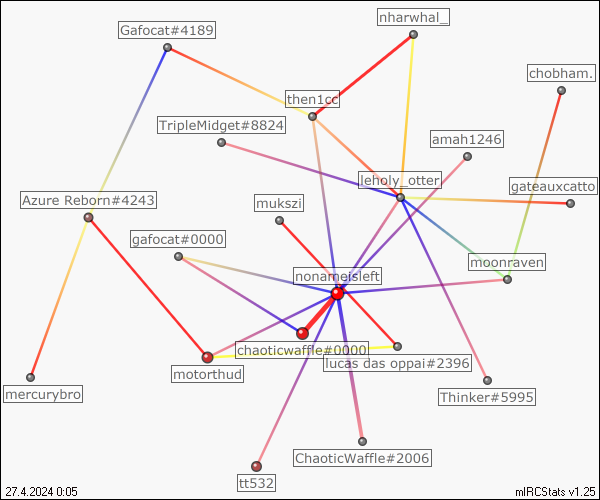 nharwhal_
Gafocat#4189
chobham.
then1cc
TripleMidget#8824
amah1246
leholy_otter
gateauxcatto
Azure Reborn#4243
mukszi
gafocat#0000
moonraven
nonameisleft
chaoticwaffle#0000
lucas das oppai#2396
motorthud
mercurybro
Thinker#5995
ChaoticWaffle#2006
tt532
27.4.2024 0:05
mIRCStats v1.25